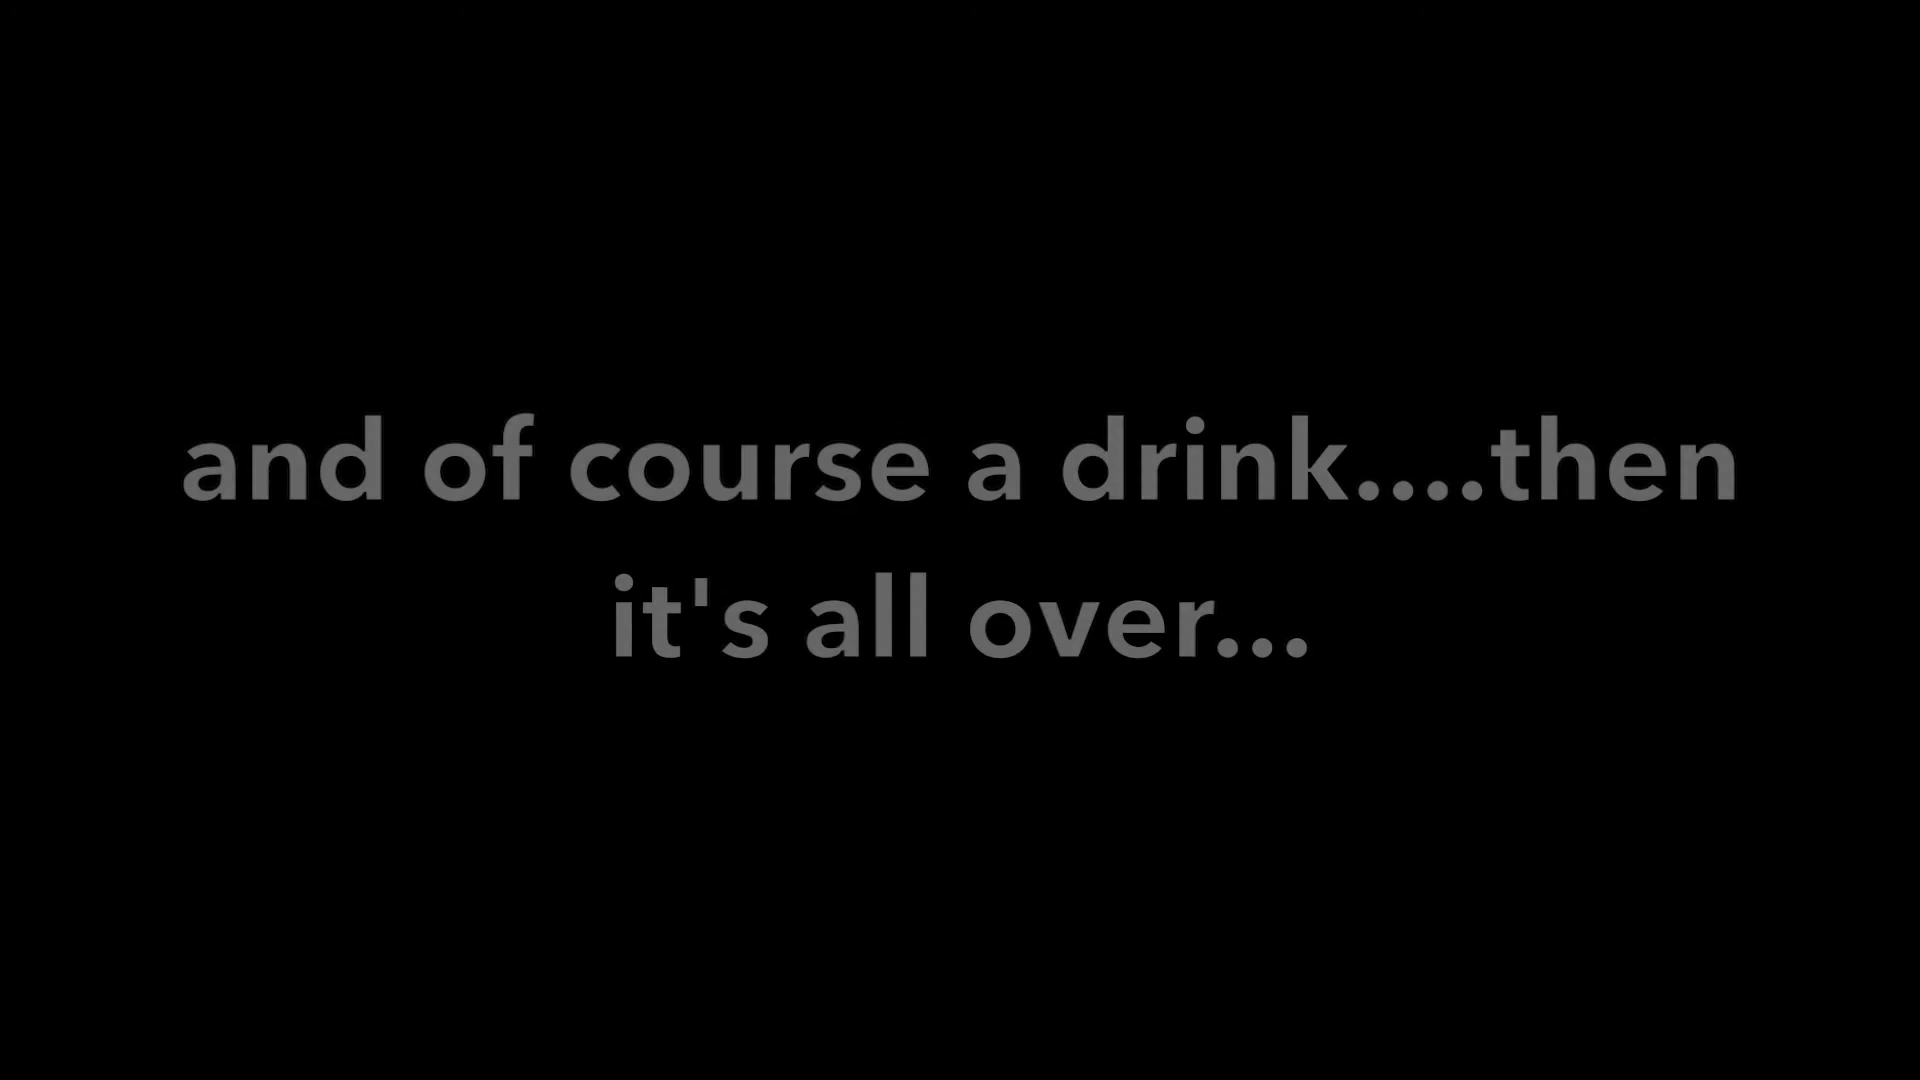 and of course a drink....then
it's all over...